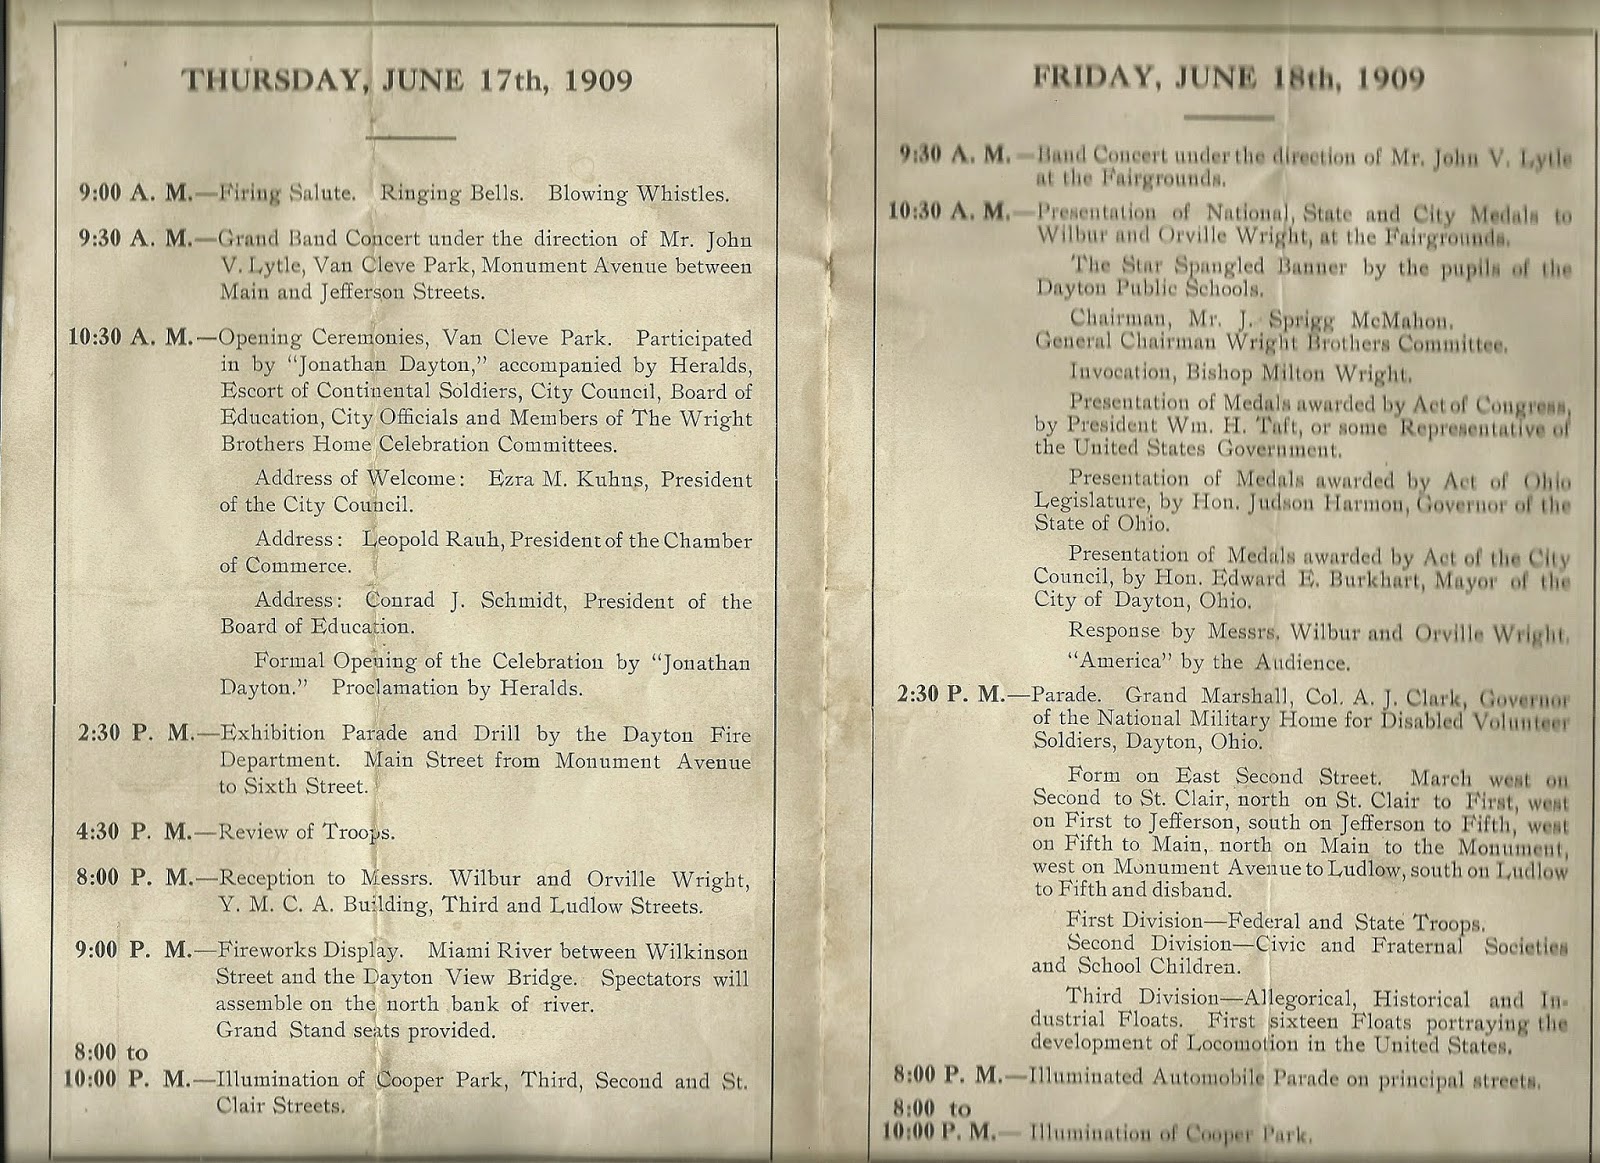 THURSDAY, JUNE 17th, 1909
9:00 A. M.—Firing Salute. Ringing Bells. Blowing Whistles.
9:30 A. M.—Grand Band Concert under the direction of Mr. John
V. Lytle, Van Cleve Park, Monument Avenue between
Main and Jefferson Streets.
10:30 A. M.—Opening Ceremonies, Van Cleve Park. Participated
in by “Jonathan Dayton,” accompanied by Heralds,
Escort of Continental Soldiers, City Council, Board of
Education, City Officials and Members of The Wright
Brothers Home Celebration Committees.
Address of Welcome: Ezra M. Kuhns, President
of the City Council.
Address: Leopold Rauh, President of the Chamber
of Commerce.
Address: Conrad J. Schmidt, President of the
Board of Education.
Formal Opening of the Celebration by “Jonathan
Dayton.” Proclamation by Heralds.
2:30 P. M.—Exhibition Parade and Drill by the Dayton Fire
Department. Main Street from Monument Avenue
to Sixth Street.
4:30 P. M.—Review of Troops.
8:00 P. M.—Reception to Messrs. Wilbur and Orville Wright,
Y. M. C. A. Building, Third and Ludlow Streets.
9:00 P. M.—Fireworks Display. Miami River between Wilkinson
Street and the Dayton View Bridge. Spectators will
assemble on the north bank of river.
Grand Stand seats provided.
8:00 to
10:00 P. M.—Illumination of Cooper Park, Third, Second and St.
Clair Streets.
FRIDAY, JUNE 18th, 1909
9:30 A. M.—Band Concert under the direction of Mr. John V. Lytle
at the Fairgrounds.
10:30 A. M.—Presentation of National, State and City Medals to
Wilbur and Orville Wright, at the Fairgrounds.
The Star Spangled Banner by the pupils of the
Dayton Public Schools.
Chairman, Mr. J. Sprigg McMahon,
General Chairman Wright Brothers Committee.
Invocation, Bishop Milton Wright.
Presentation of Medals awarded by Act of Congress,
by President Wm. H. Taft, or some Representative of
the United States Government.
Presentation of Medals awarded by Act of Ohio
Legislature, by Hon. Judson Harmon, Governor of the
State of Ohio.
Presentation of Medals awarded by Act of the City
Council, by Hon. Edward E. Burkhart, Mayor of the
City of Dayton, Ohio.
Response by Messrs. Wilbur and Orville Wright.
“America” by the Audience.
2:30 P. M.—Parade. Grand Marshall, Col. A. J. Clark, Governor
of the National Military Home for Disabled Volunteer
Soldiers, Dayton, Ohio.
Form on East Second Street. March west on
Second to St. Clair, north on St. Clair to First, west
on First to Jefferson, south on Jefferson to Fifth, west
on Fifth to Main, north on Main to the Monument,
west on Monument Avenue to Ludlow, south on Ludlow
to Fifth and disband.
First Division—Federal and State Troops.
Second Division—Civic and Fraternal Societies
and School Children.
Third Division—Allegorical, Historical and In-
dustrial Floats. First sixteen Floats portraying the
development of Locomotion in the United States.
8:00 P. M.—Illuminated Automobile Parade on principal streets.
8:00 to
10:00 P. M.—Illumination of Cooper Park.